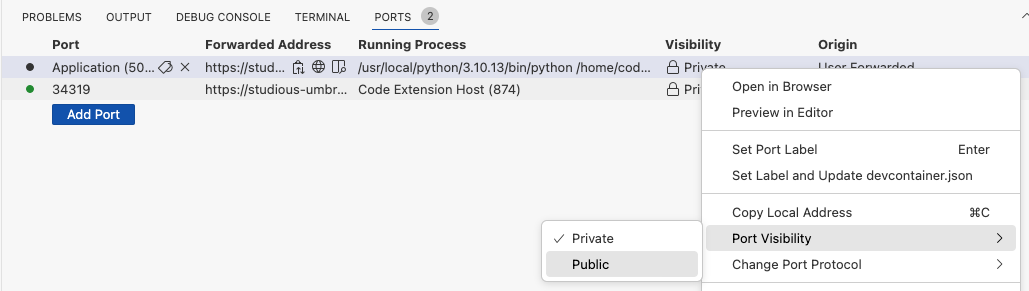 PROBLEMS OUTPUT DEBUG CONSOLE TERMINAL PORTS 2
Port Forwarded Address Running Process Visibility Origin
Application (50... https://stud... /usr/local/python/3.10.13/bin/python /home/cod... Private User Forwarded
34319 https://studious-umbr... Code Extension Host (874) Pri
Add Port
Open in Browser
Preview in Editor
Set Port Label Enter
Set Label and Update devcontainer.json
Copy Local Address ⌘C
Port Visibility
Change Port Protocol
Private
Public